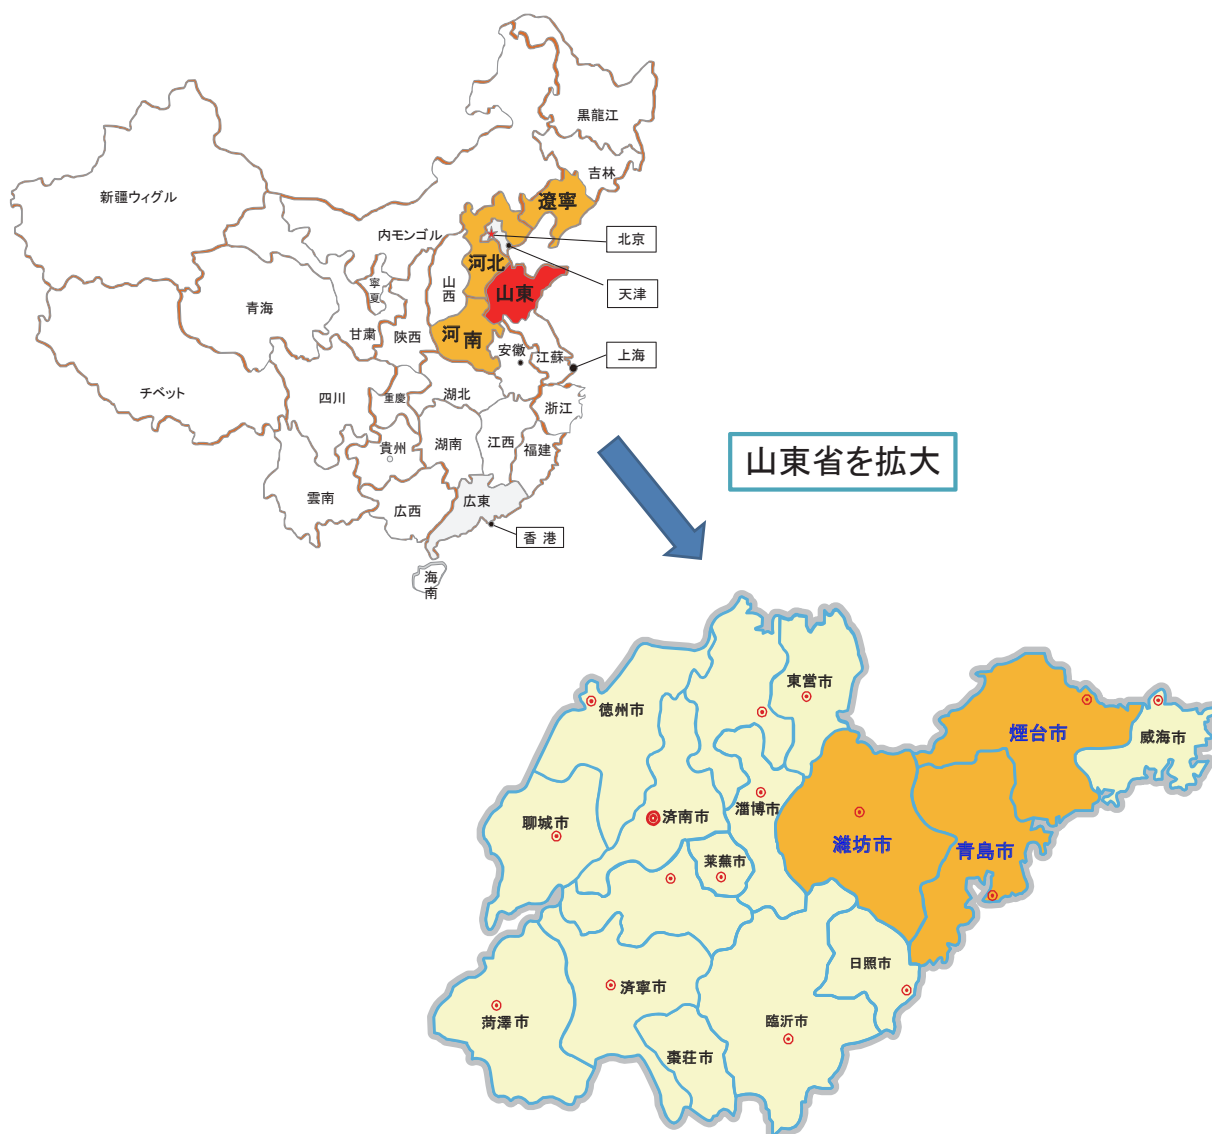 黒龍江
吉林
新疆ウィグル
遼寧
内モンゴル
北京
河北
山西
寧夏
山東
天津
青海
甘粛
陝西
河南
安徽
江蘇
上海
チベット
四川
重慶
湖北
浙江
貴州
湖南
江西
福建
雲南
広西
広東
香 港
海南
山東省を拡大
東営市
徳州市
煙台市
威海市
淄博市
済南市
聊城市
濰坊市
青島市
莱蕪市
日照市
済寧市
菏澤市
臨沂市
棗荘市